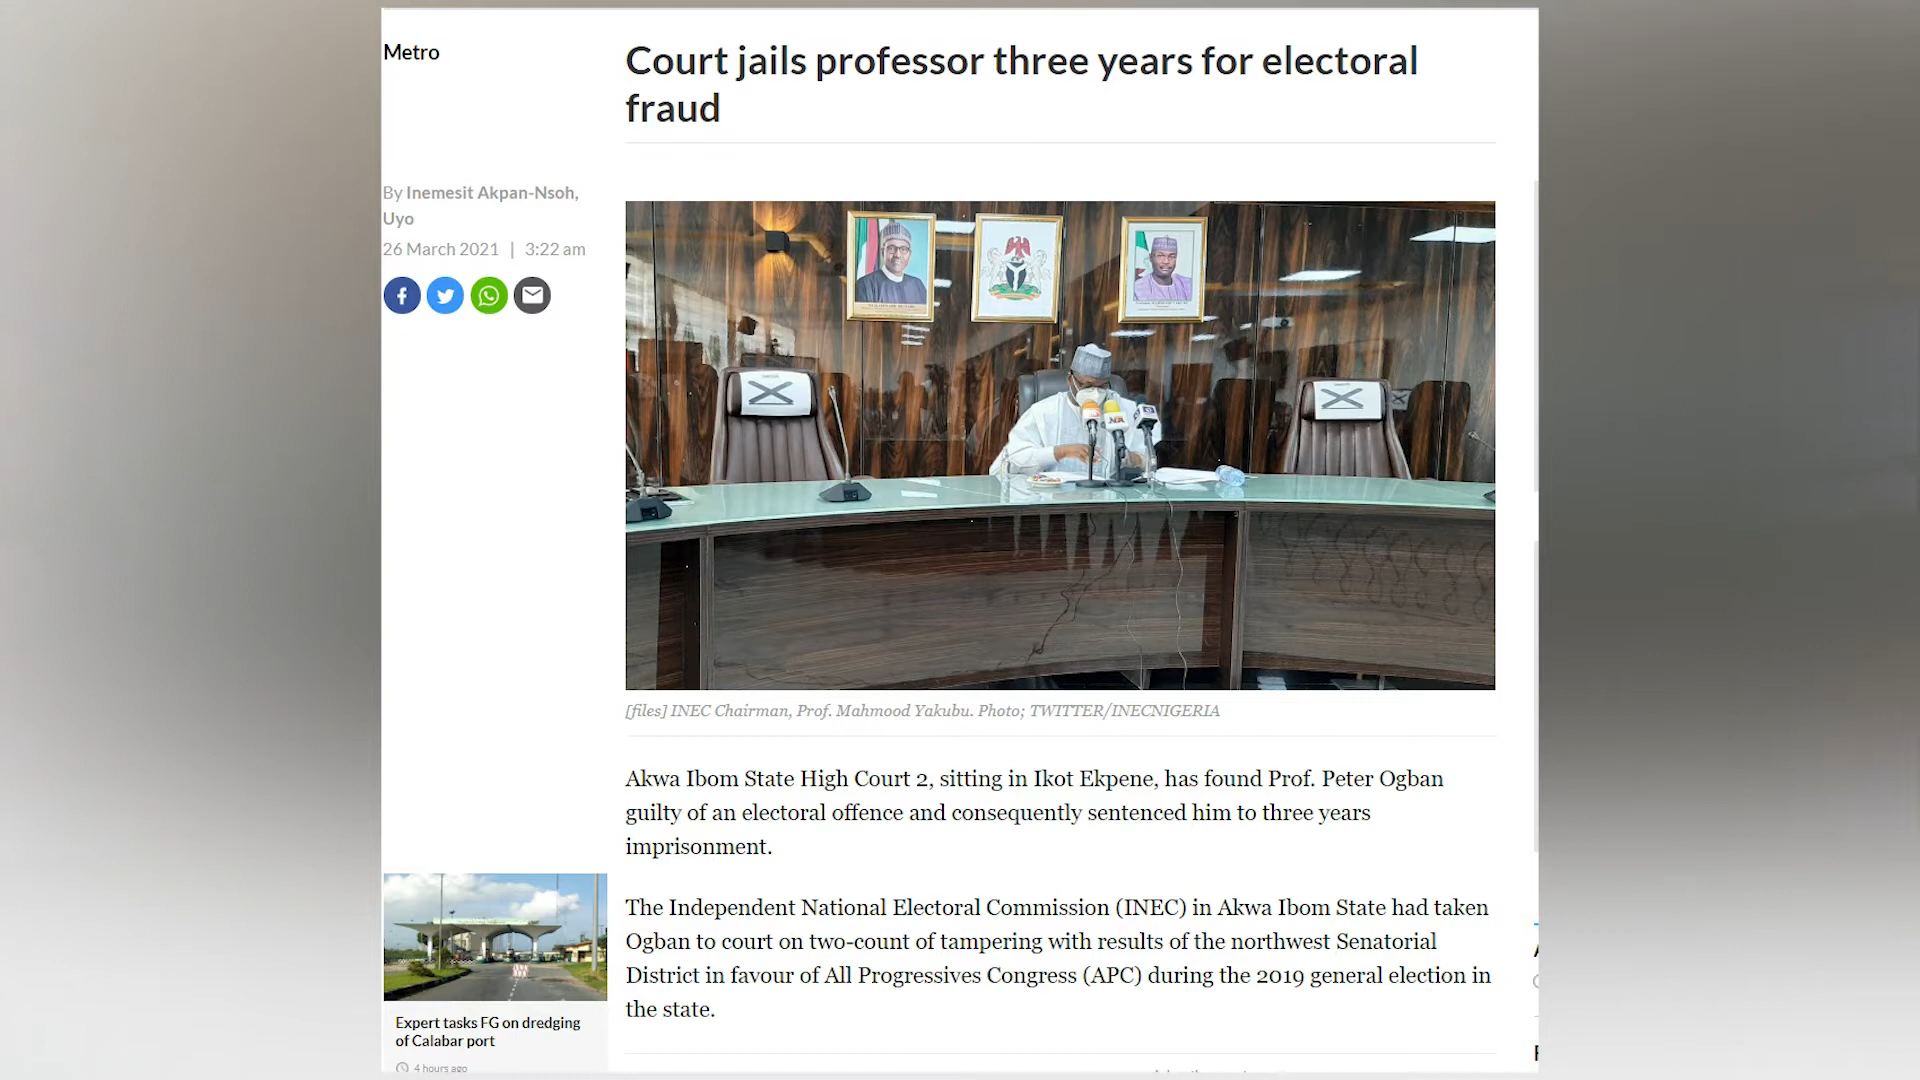 Metro
Court jails professor three years for electoral
fraud
By Inemesit Akpan-Nsoh,
Uyo
26 March 2021 | 3:22 am
[files] INEC Chairman, Prof. Mahmood Yakubu. Photo; TWITTER/INECNIGERIA
Akwa Ibom State High Court 2, sitting in Ikot Ekpene, has found Prof. Peter Ogban
guilty of an electoral offence and consequently sentenced him to three years
imprisonment.
The Independent National Electoral Commission (INEC) in Akwa Ibom State had taken
Ogban to court on two-count of tampering with results of the northwest Senatorial
District in favour of All Progressives Congress (APC) during the 2019 general election in
the state.
Expert tasks FG on dredging
of Calabar port
4 hours ago